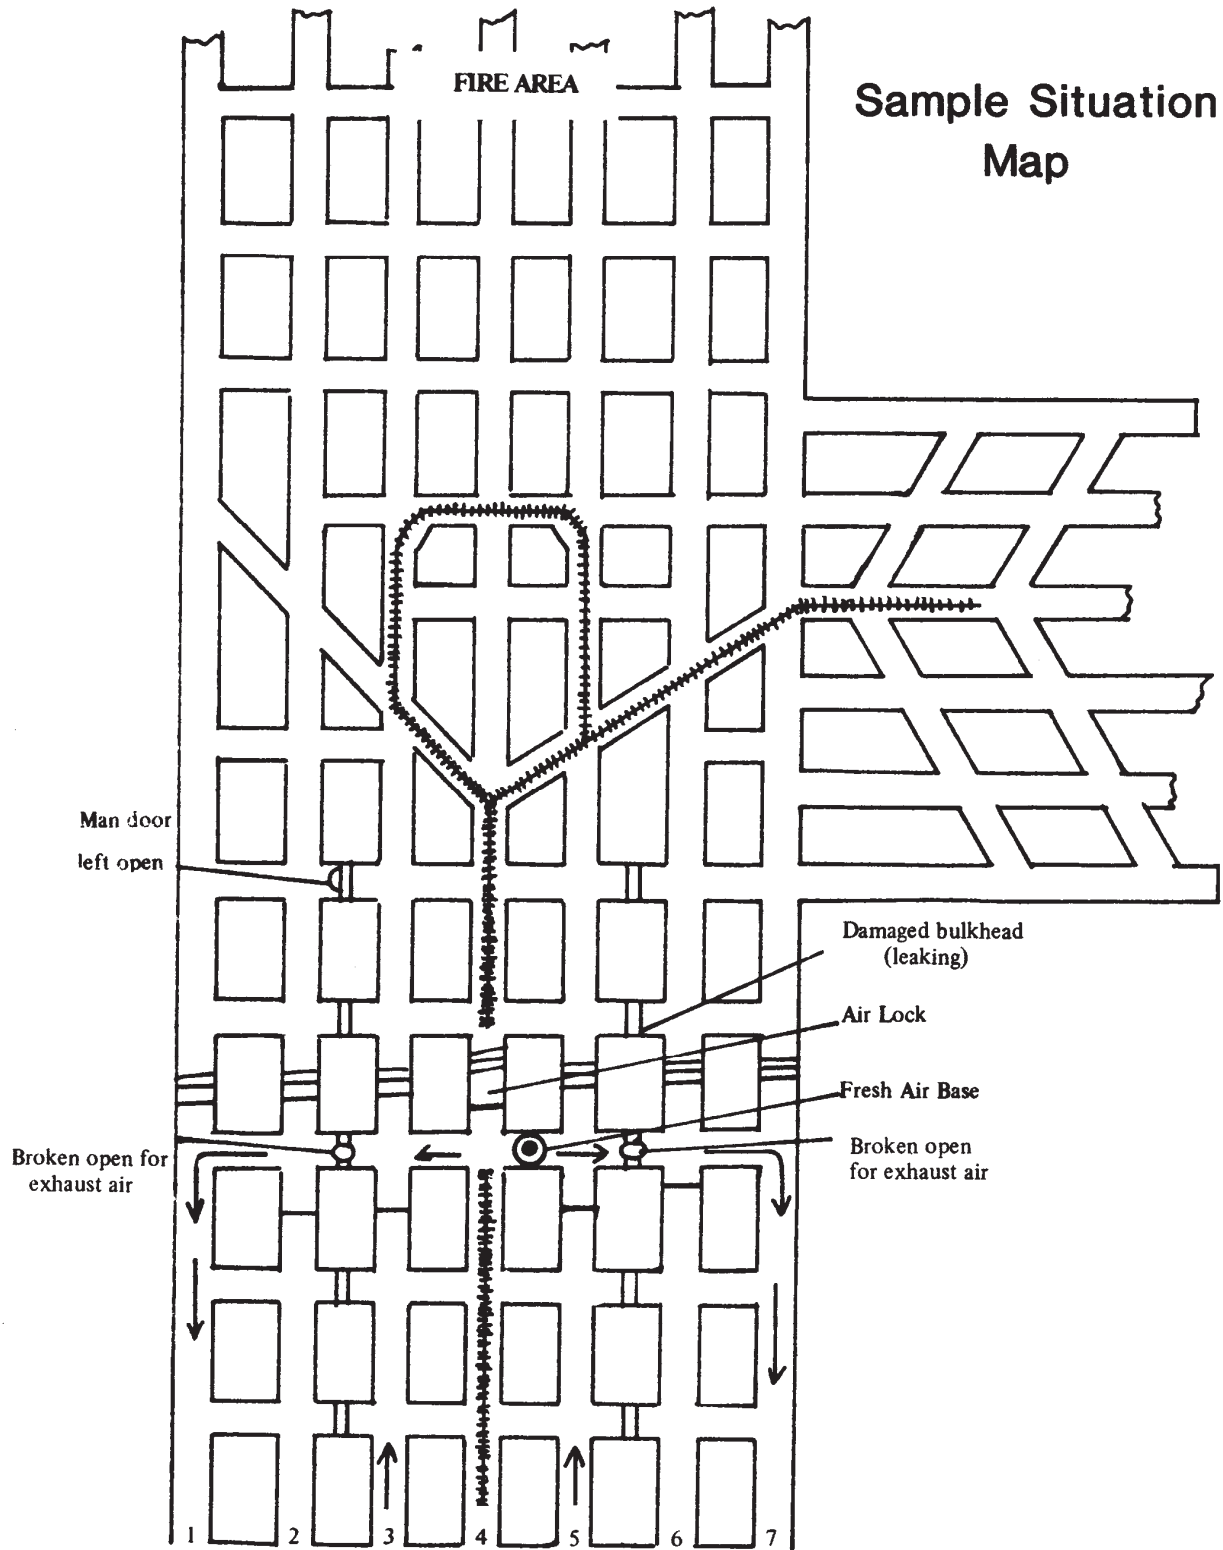 FIRE AREA
Sample Situation
Map
Man door
left open
Damaged bulkhead
(leaking)
Air Lock
Fresh Air Base
Broken open for
exhaust air
Broken open
for exhaust air
1 2 3 4 5 6 7